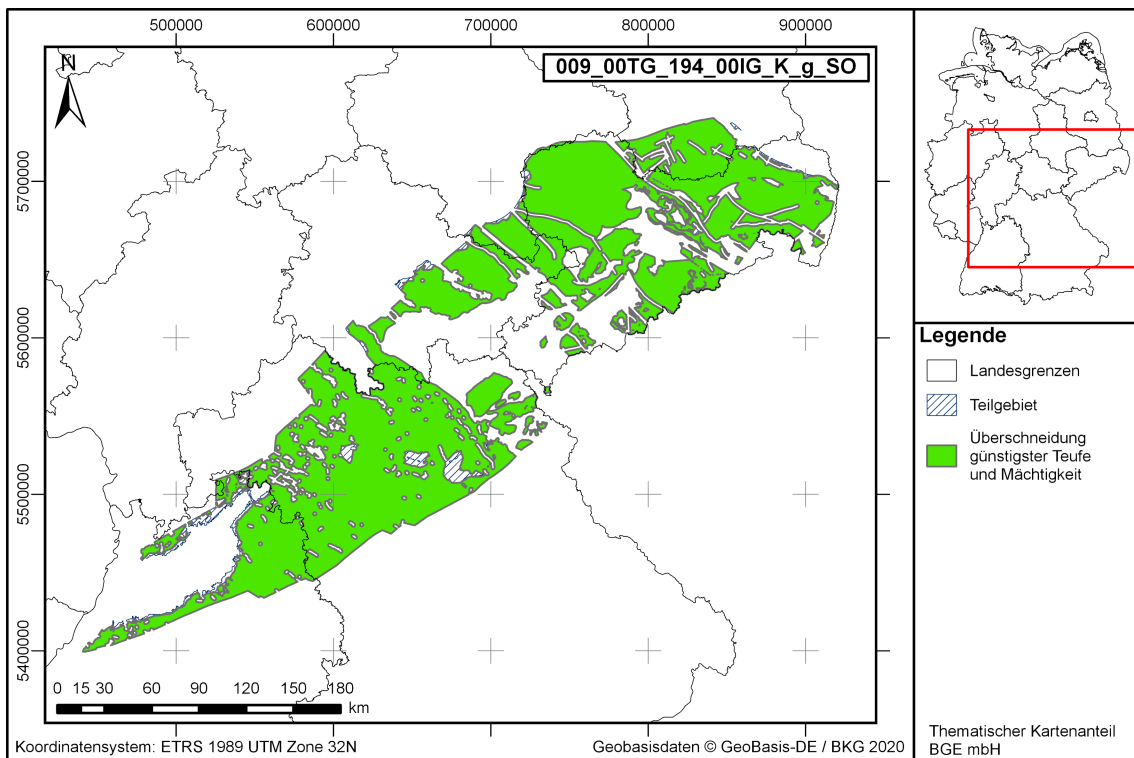 500000 600000 700000 800000 900000
009_00TG_194_00IG_K_g_SO
N
5700000
5600000
5500000
5400000
0 15 30 60 90 120 150 180
km
Koordinatensystem: ETRS 1989 UTM Zone 32N
Geobasisdaten © GeoBasis-DE / BKG 2020
Legende
Landesgrenzen
Teilgebiet
Überschneidung
günstigster Teufe
und Mächtigkeit
Thematischer Kartenanteil
BGE mbH